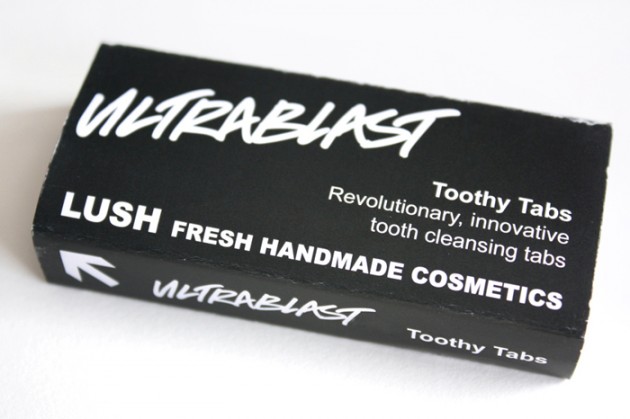 ULTRABLAST
Toothy Tabs
Revolutionary, innovative
tooth cleansing tabs
LUSH FRESH HANDMADE COSMETICS
ULTRABLAST
Toothy Tabs